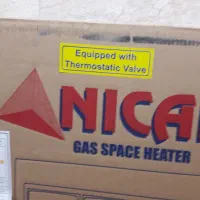 Equipped with
Thermostatic Valve
NICA
GAS SPACE HEATER